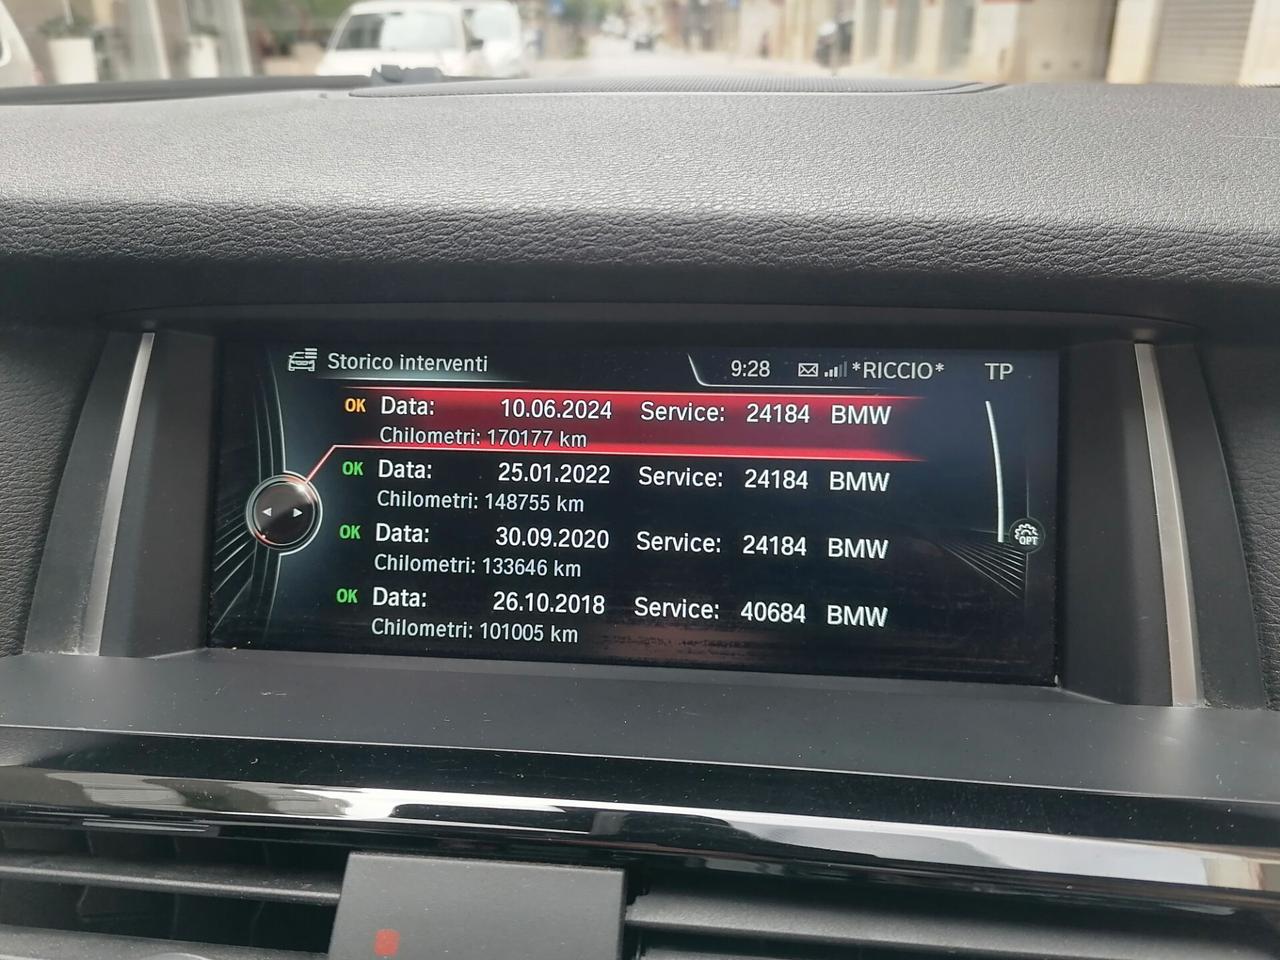 Storico interventi
9:28 *RICCIO* TP
OK Data: 10.06.2024 Service: 24184 BMW
Chilometri: 170177 km
OK Data: 25.01.2022 Service: 24184 BMW
Chilometri: 148755 km
OK Data: 30.09.2020 Service: 24184 BMW
Chilometri: 133646 km
OPT
OK Data: 26.10.2018 Service: 40684 BMW
Chilometri: 101005 km